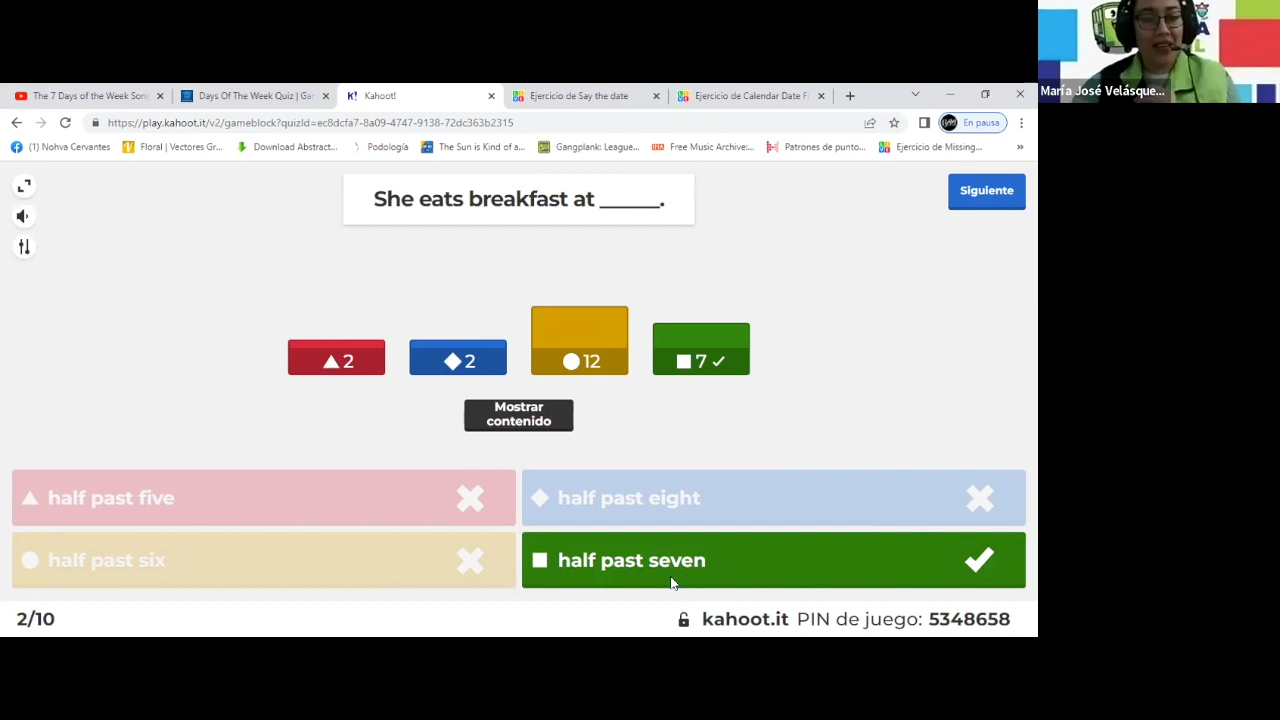 The 7 Days of the Week Son
Days Of The Week Quiz | Gar
K! Kahoot!
Ejercicio de Say the date
Ejercicio de Calendar Date Fi
https://play.kahoot.it/v2/gameblock?quizId=ec8dcfa7-8a09-4747-9138-72dc363b2315
En pausa
(1) Nohva Cervantes
Floral | Vectores Gr...
Download Abstract...
Podología
The Sun is Kind of a...
Gangplank: League...
Free Music Archive:...
Patrones de punto...
Ejercicio de Missing...
She eats breakfast at _____.
Siguiente
2
2
12
7
Mostrar
contenido
half past five
half past eight
half past six
half past seven
2/10
kahoot.it PIN de juego: 5348658
María José Velásque...